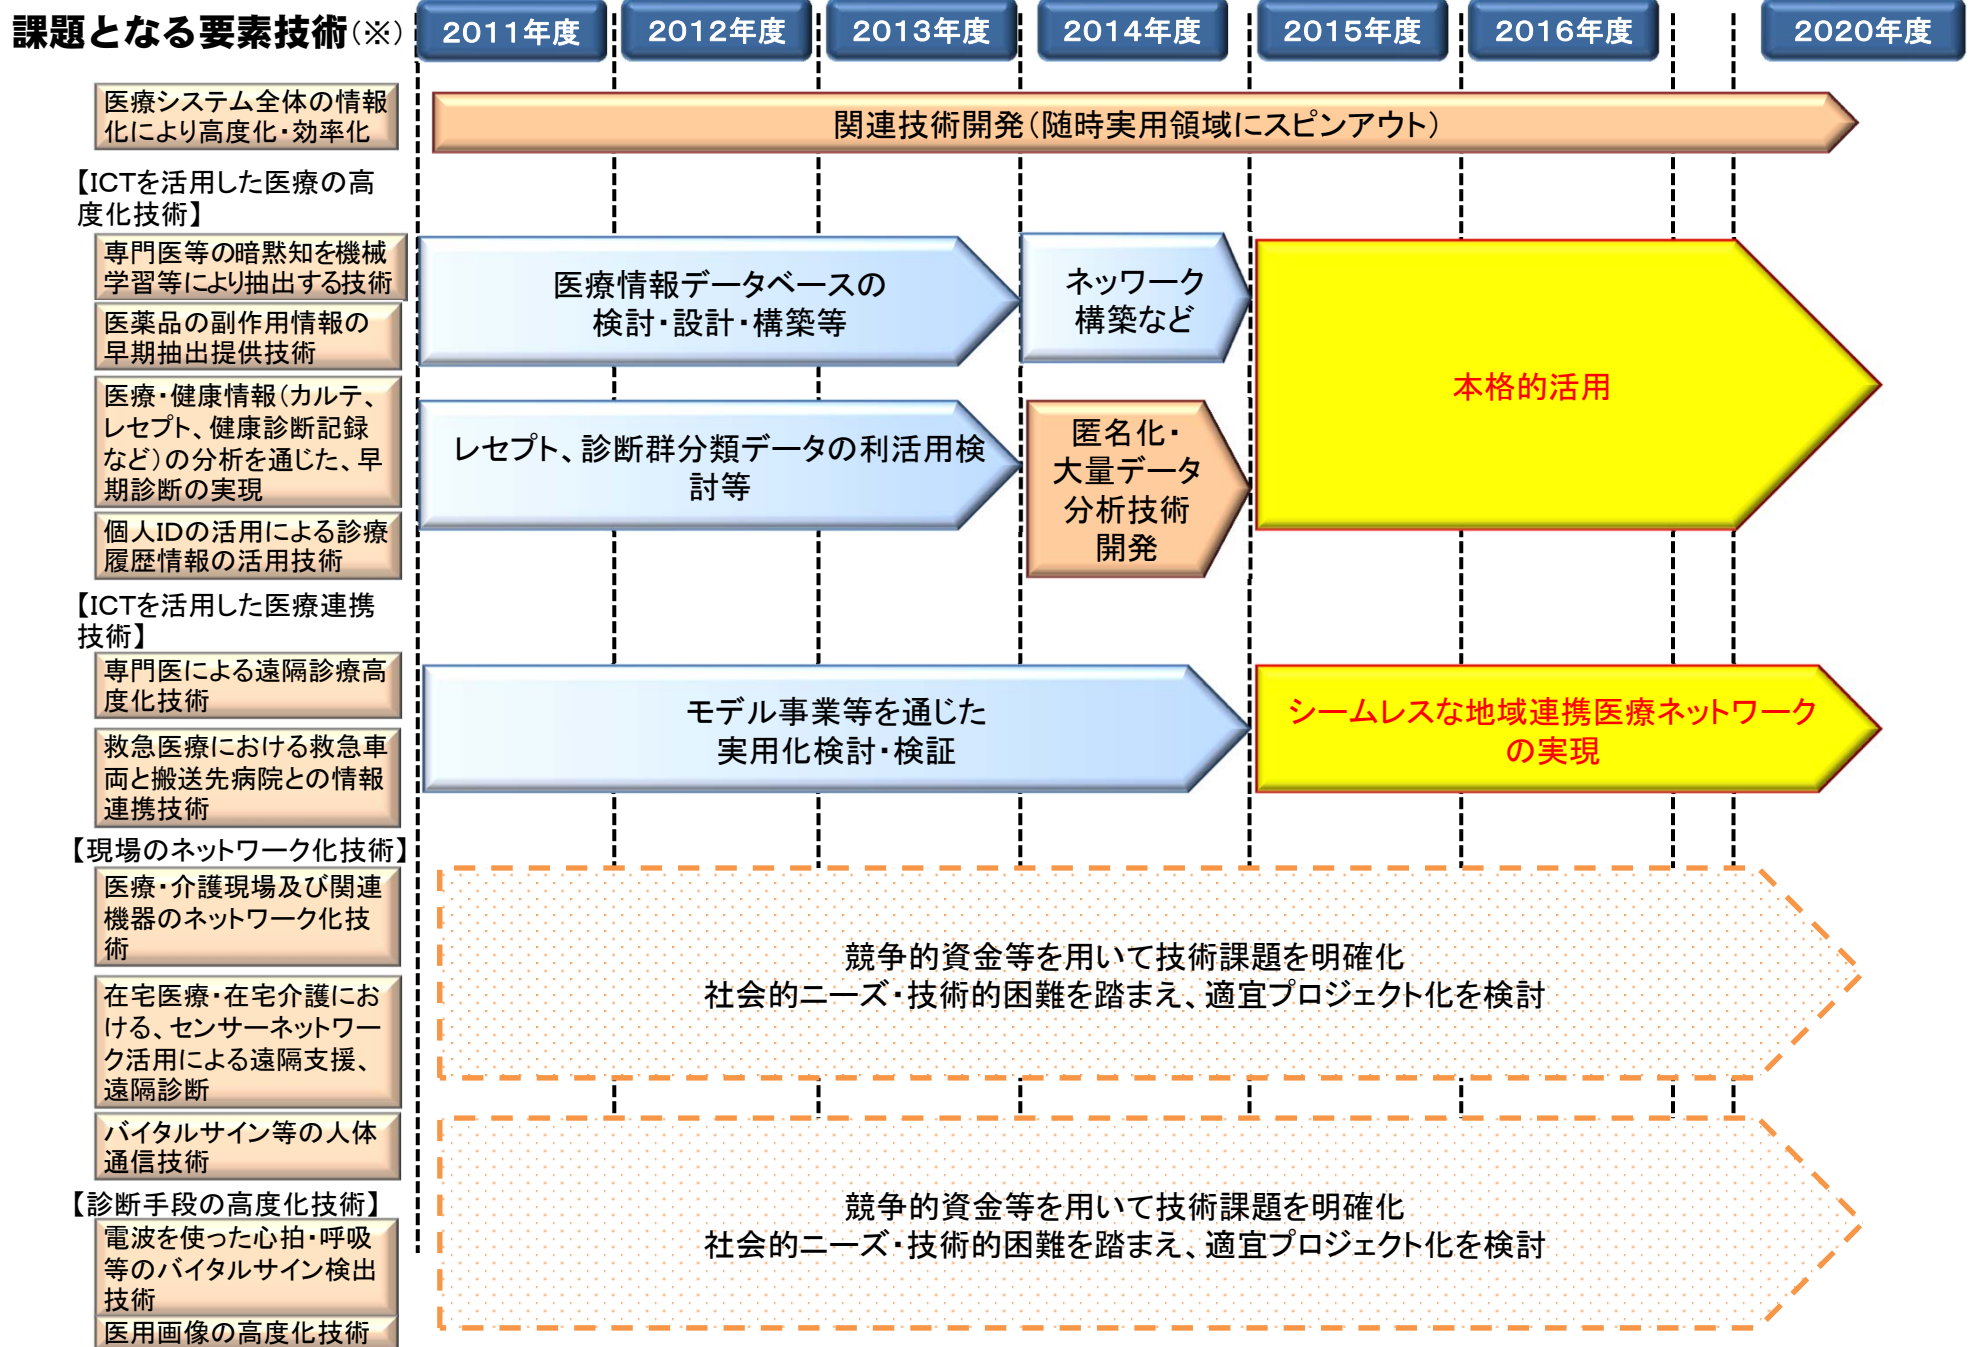 課題となる要素技術(※)
2011年度
2012年度
2013年度
2014年度
2015年度
2016年度
2020年度
医療システム全体の情報
化により高度化・効率化
関連技術開発(随時実用領域にスピンアウト)
【ICTを活用した医療の高
度化技術】
専門医等の暗黙知を機械
学習等により抽出する技術
医薬品の副作用情報の
早期抽出提供技術
医療・健康情報(カルテ、
レセプト、健康診断記録
など)の分析を通じた、早
期診断の実現
個人IDの活用による診療
履歴情報の活用技術
医療情報データベースの
検討・設計・構築等
ネッワーク
構築など
レセプト、診断群分類データの利活用検
討等
匿名化・
大量データ
分析技術
開発
本格的活用
【ICTを活用した医療連携
技術】
専門医による遠隔診療高
度化技術
救急医療における救急車
両と搬送先病院との情報
連携技術
モデル事業等を通じた
実用化検討・検証
シームレスな地域連携医療ネットワーク
の実現
【現場のネットワーク化技術】
医療・介護現場及び関連
機器のネットワーク化技
術
在宅医療・在宅介護にお
ける、センサーネットワー
ク活用による遠隔支援、
遠隔診断
バイタルサイン等の人体
通信技術
競争的資金等を用いて技術課題を明確化
社会的ニーズ・技術的困難を踏まえ、適宜プロジェクト化を検討
【診断手段の高度化技術】
電波を使った心拍・呼吸
等のバイタルサイン検出
技術
医用画像の高度化技術
競争的資金等を用いて技術課題を明確化
社会的ニーズ・技術的困難を踏まえ、適宜プロジェクト化を検討